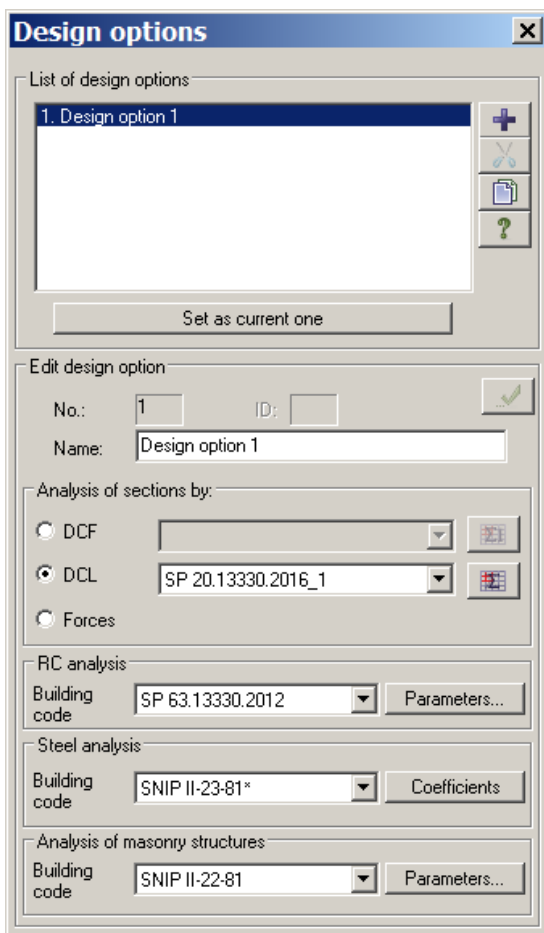 Design options
List of design options
1. Design option 1
Set as current one
Edit design option
No.: 1 ID:
Name: Design option 1
Analysis of sections by:
DCF
DCL SP 20.13330.2016_1
Forces
RC analysis
Building code SP 63.13330.2012 Parameters...
Steel analysis
Building code SNIP II-23-81* Coefficients
Analysis of masonry structures
Building code SNIP II-22-81 Parameters...